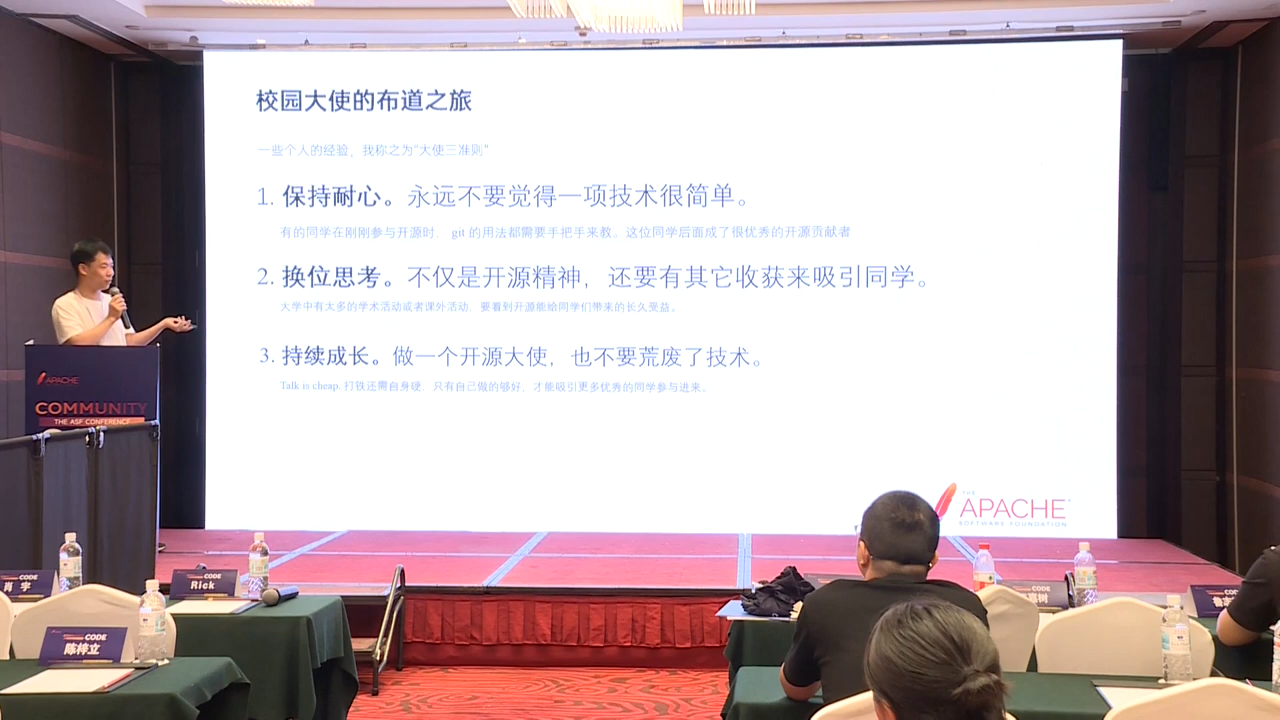 校园大使的布道之旅
一些个人的经验，我称之为"大使三准则"
1. 保持耐心。永远不要觉得一项技术很简单。
有的同学在刚刚参与开源时， git 的用法都需要手把手来教。这位同学后面成了很优秀的开源贡献者
2. 换位思考。不仅是开源精神，还要有其它收获来吸引同学。
大学中有太多的学术活动或者课外活动，要看到开源能给同学们带来的长久受益。
3. 持续成长。做一个开源大使，也不要荒废了技术。
Talk is cheap. 打铁还需自身硬，只有自己做的够好，才能吸引更多优秀的同学参与进来。
THE
APACHE
SOFTWARE FOUNDATION
APACHE
COMMUNITY
THE ASF CONFERENCE
CODE
肖 宇
CODE
Rick
CODE
陈梓立
CODE
树
CODE